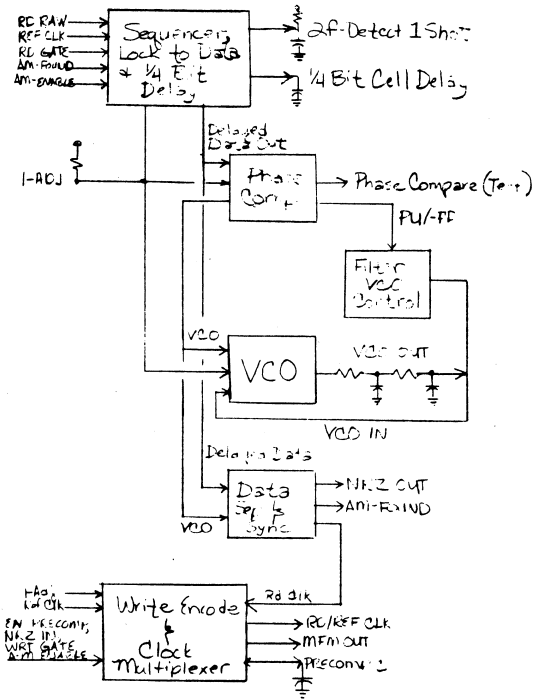 RD RAW
REF CLK
RD GATE
AM-FOUND
AM-ENABLE
Sequencer,
Lock to Data
& 1/4 Bit
Delay
2f-Detect 1 Shot
1/4 Bit Cell Delay
Delayed
Data Out
I-ADJ
Phase
Comp.
Phase Compare (Test)
PU/-PD
Filter
VCO
Control
VCO
VCO
VCO OUT
VCO IN
Delayed Data
Data
Sep &
Sync
NRZ OUT
AM-FOUND
VCO
Rd Clk
I-Adj
Ref Clk
EN PRECOMP,
NRZ IN,
WRT GATE
AM ENABLE
Write Encode
&
Clock
Multiplexer
RD/REF CLK
MFM OUT
PRECOMP